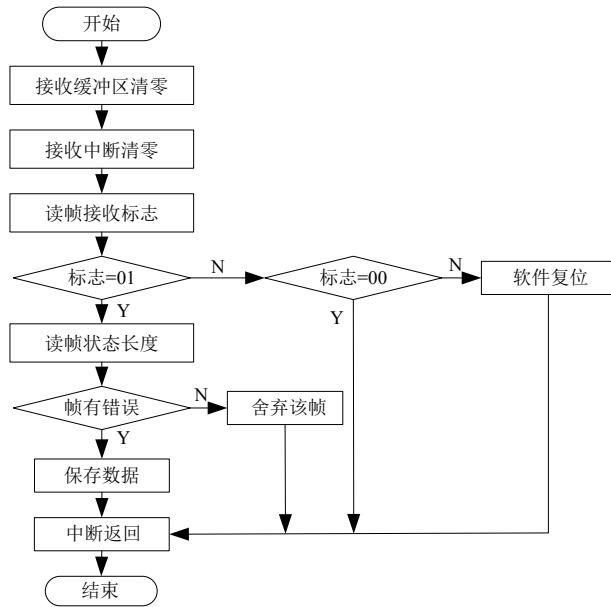 开始
接收缓冲区清零
接收中断清零
读帧接收标志
标志=01
N
标志=00
N
软件复位
Y
Y
读帧状态长度
帧有错误
N
舍弃该帧
Y
保存数据
中断返回
结束